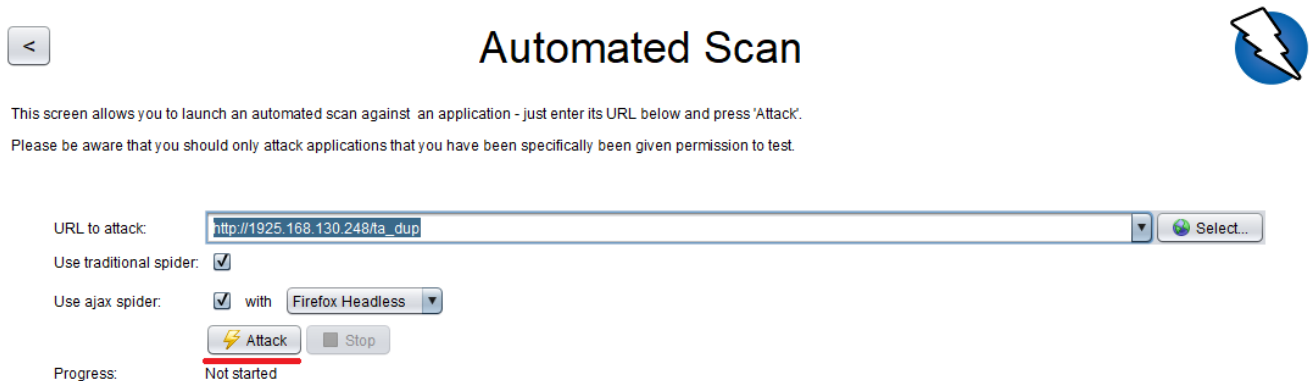 <
Automated Scan
This screen allows you to launch an automated scan against an application - just enter its URL below and press 'Attack'.
Please be aware that you should only attack applications that you have been specifically been given permission to test.
URL to attack: http://1925.168.130.248/ta_dup Select...
Use traditional spider:
Use ajax spider: with Firefox Headless
Attack Stop
Progress: Not started